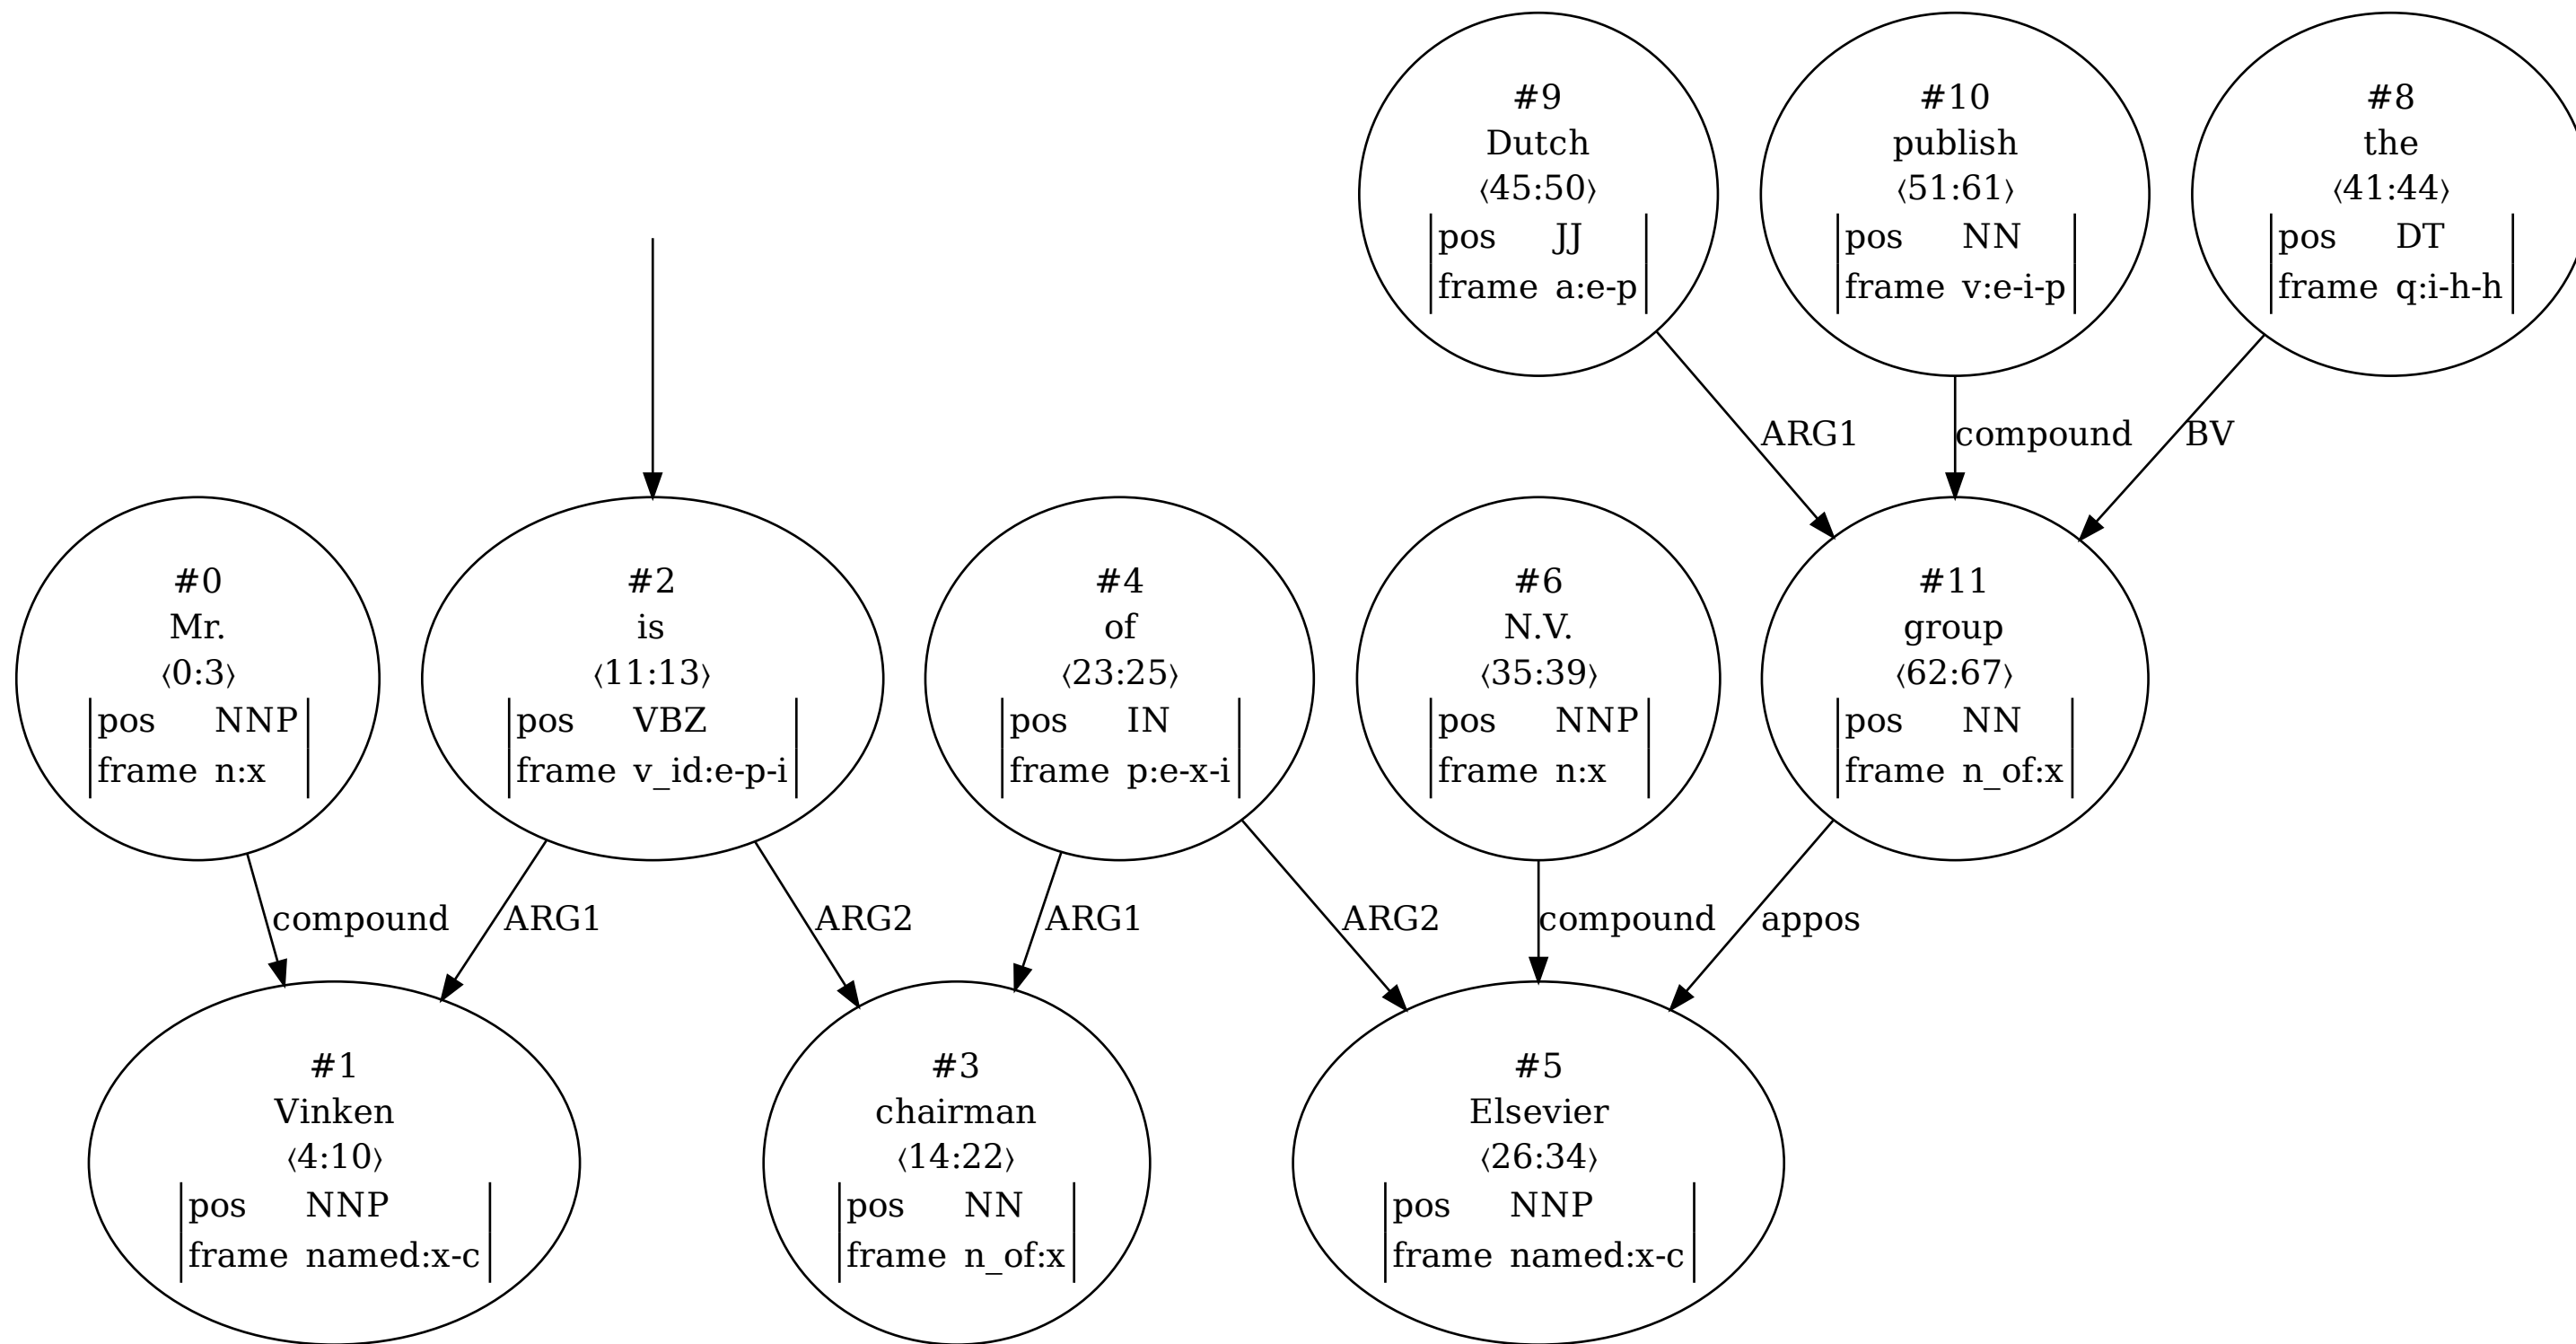 #9
Dutch
⟨45:50⟩
pos JJ
frame a:e-p
#10
publish
⟨51:61⟩
pos NN
frame v:e-i-p
#8
the
⟨41:44⟩
pos DT
frame q:i-h-h
ARG1
compound
BV
#0
Mr.
⟨0:3⟩
pos NNP
frame n:x
#2
is
⟨11:13⟩
pos VBZ
frame v_id:e-p-i
#4
of
⟨23:25⟩
pos IN
frame p:e-x-i
#6
N.V.
⟨35:39⟩
pos NNP
frame n:x
#11
group
⟨62:67⟩
pos NN
frame n_of:x
compound
ARG1
ARG2
ARG1
ARG2
compound
appos
#1
Vinken
⟨4:10⟩
pos NNP
frame named:x-c
#3
chairman
⟨14:22⟩
pos NN
frame n_of:x
#5
Elsevier
⟨26:34⟩
pos NNP
frame named:x-c